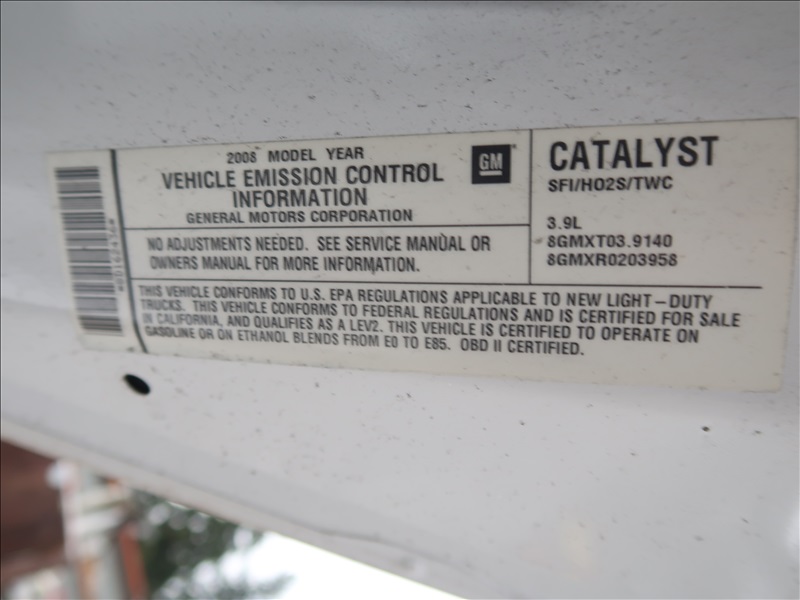 2008 MODEL YEAR
VEHICLE EMISSION CONTROL
INFORMATION
GENERAL MOTORS CORPORATION
GM
NO ADJUSTMENTS NEEDED. SEE SERVICE MANUAL OR
OWNERS MANUAL FOR MORE INFORMATION.
CATALYST
SFI/HO2S/TWC
3.9L
8GMXT03.9140
8GMXR0203958
THIS VEHICLE CONFORMS TO U.S. EPA REGULATIONS APPLICABLE TO NEW LIGHT-DUTY
TRUCKS. THIS VEHICLE CONFORMS TO FEDERAL REGULATIONS AND IS CERTIFIED FOR SALE
IN CALIFORNIA, AND QUALIFIES AS A LEV2. THIS VEHICLE IS CERTIFIED TO OPERATE ON
GASOLINE OR ON ETHANOL BLENDS FROM E0 TO E85. OBD II CERTIFIED.